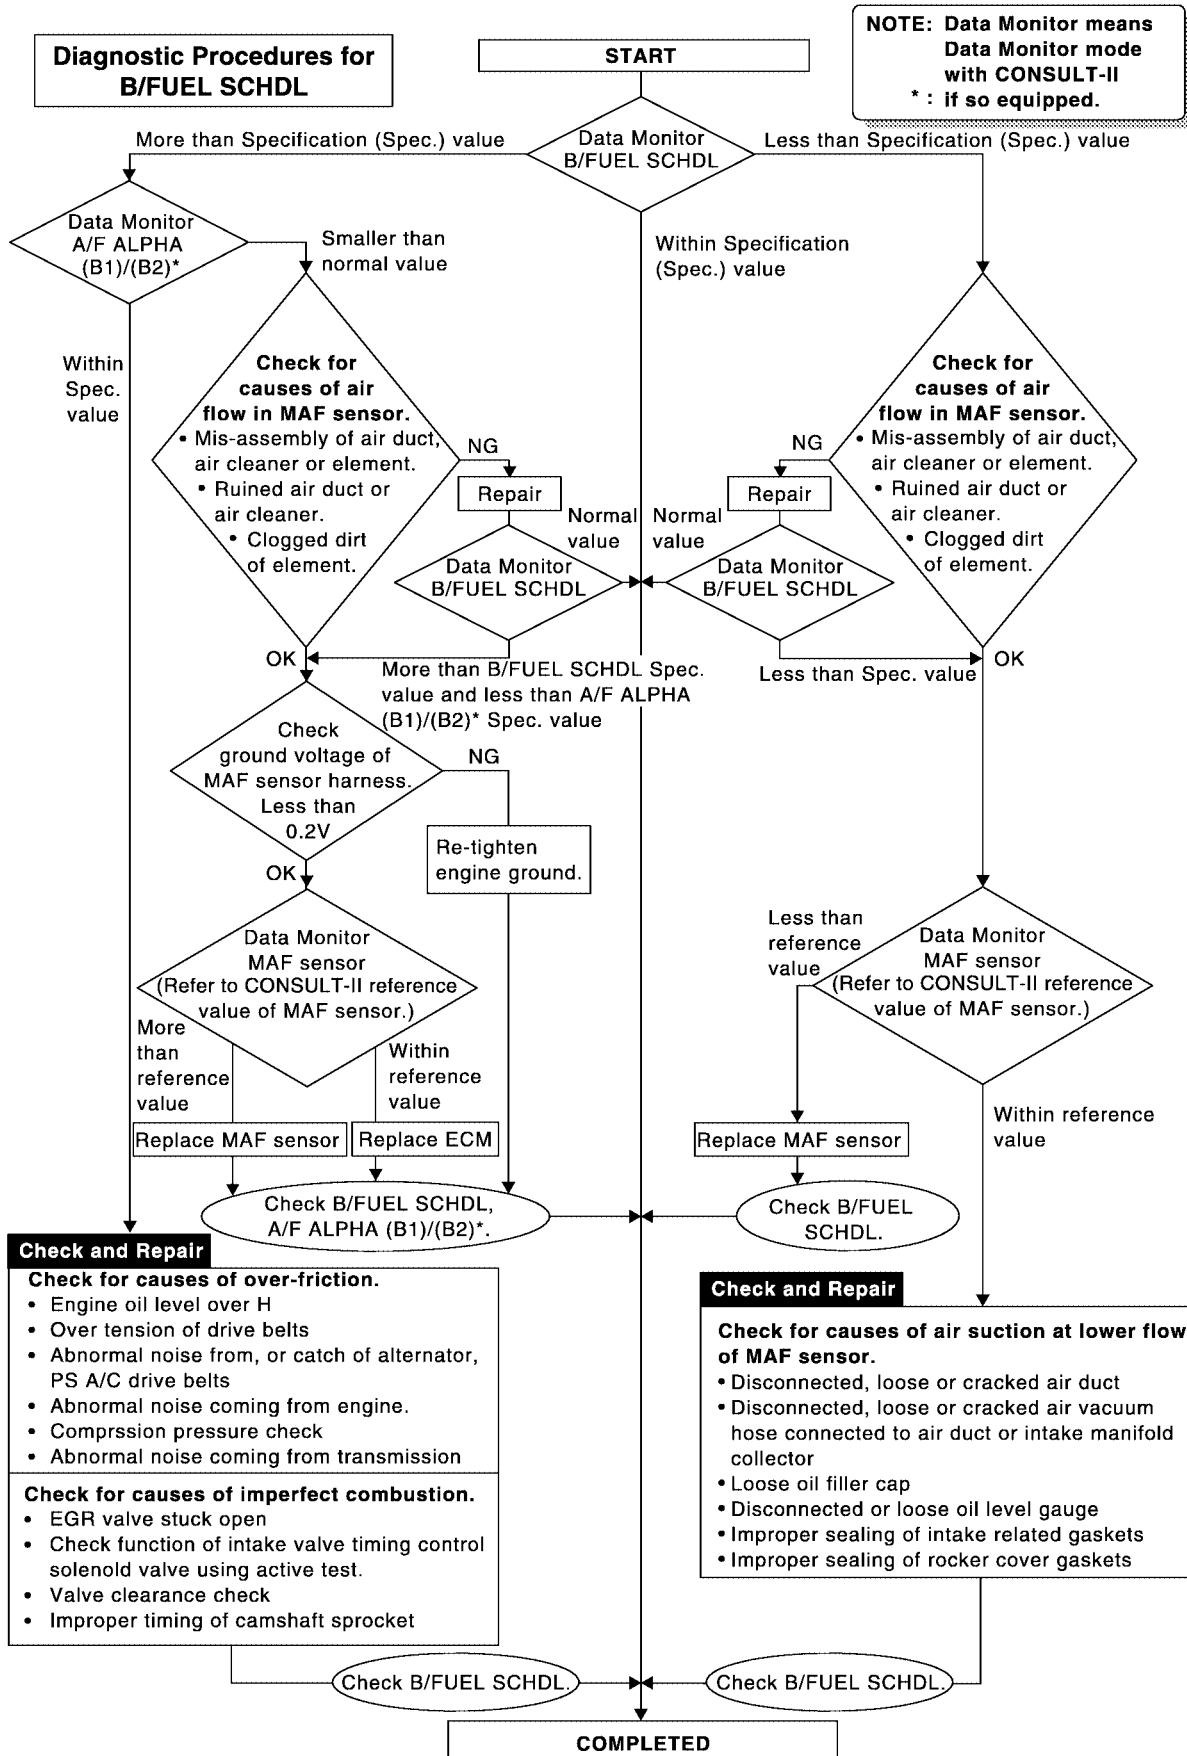 Diagnostic Procedures for
B/FUEL SCHDL
START
NOTE: Data Monitor means
Data Monitor mode
with CONSULT-II
* : if so equipped.
More than Specification (Spec.) value
Data Monitor
B/FUEL SCHDL
Less than Specification (Spec.) value
Data Monitor
A/F ALPHA
(B1)/(B2)*
Smaller than
normal value
Within Specification
(Spec.) value
Within
Spec.
value
Check for
causes of air
flow in MAF sensor.
• Mis-assembly of air duct,
air cleaner or element.
• Ruined air duct or
air cleaner.
• Clogged dirt
of element.
NG
Repair
Normal
value
Data Monitor
B/FUEL SCHDL
Normal
value
NG
Repair
Data Monitor
B/FUEL SCHDL
Check for
causes of air
flow in MAF sensor.
• Mis-assembly of air duct,
air cleaner or element.
• Ruined air duct or
air cleaner.
• Clogged dirt
of element.
OK
More than B/FUEL SCHDL Spec.
value and less than A/F ALPHA
(B1)/(B2)* Spec. value
Less than Spec. value
OK
Check
ground voltage of
MAF sensor harness.
Less than
0.2V
NG
Re-tighten
engine ground.
OK
Data Monitor
MAF sensor
(Refer to CONSULT-II reference
value of MAF sensor.)
Less than
reference
value
Data Monitor
MAF sensor
(Refer to CONSULT-II reference
value of MAF sensor.)
More
than
reference
value
Within
reference
value
Within reference
value
Replace MAF sensor
Replace ECM
Replace MAF sensor
Check B/FUEL SCHDL,
A/F ALPHA (B1)/(B2)*.
Check B/FUEL
SCHDL.
Check and Repair
Check for causes of over-friction.
• Engine oil level over H
• Over tension of drive belts
• Abnormal noise from, or catch of alternator,
PS A/C drive belts
• Abnormal noise coming from engine.
• Comprssion pressure check
• Abnormal noise coming from transmission
Check for causes of imperfect combustion.
• EGR valve stuck open
• Check function of intake valve timing control
solenold valve using active test.
• Valve clearance check
• Improper timing of camshaft sprocket
Check and Repair
Check for causes of air suction at lower flow
of MAF sensor.
• Disconnected, loose or cracked air duct
• Disconnected, loose or cracked air vacuum
hose connected to air duct or intake manifold
collector
• Loose oil filler cap
• Disconnected or loose oil level gauge
• Improper sealing of intake related gaskets
• Improper sealing of rocker cover gaskets
Check B/FUEL SCHDL.
Check B/FUEL SCHDL.
COMPLETED